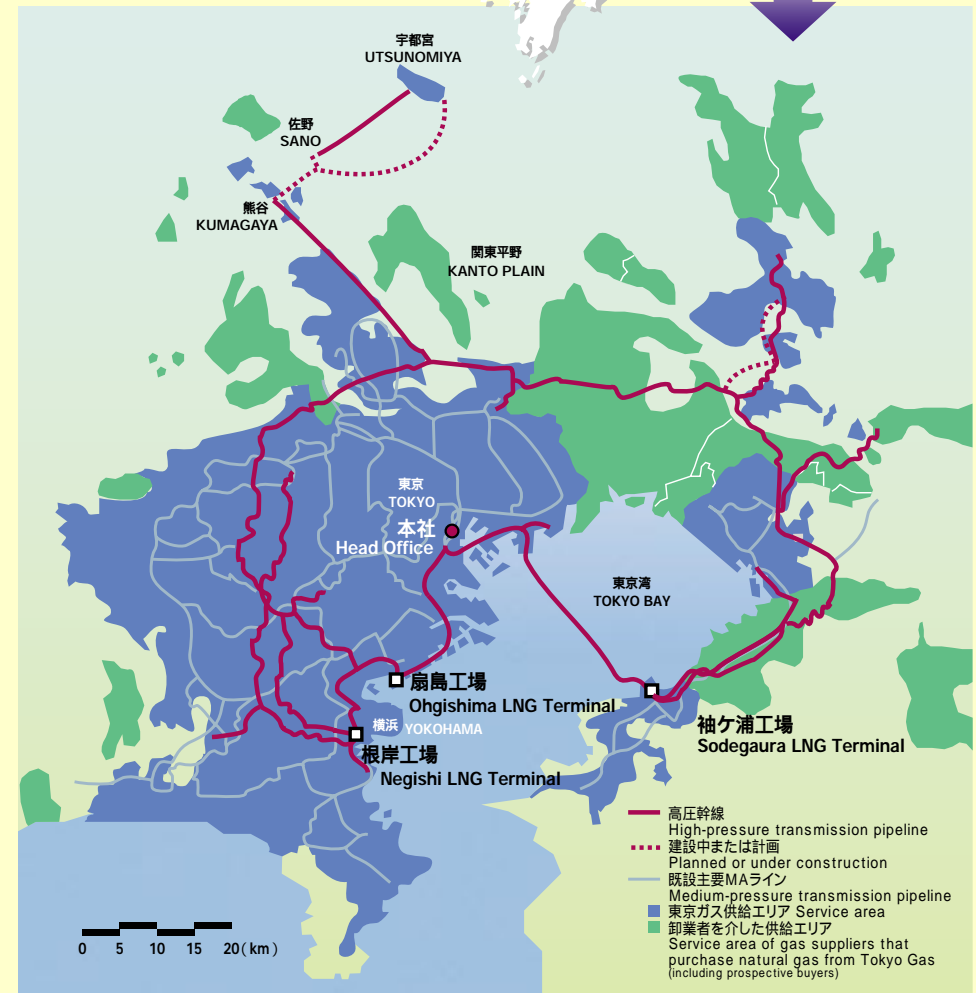 宇都宮
UTSUNOMIYA
佐野
SANO
熊谷
KUMAGAYA
関東平野
KANTO PLAIN
東京
TOKYO
本社
Head Office
東京湾
TOKYO BAY
扇島工場
Ohgishima LNG Terminal
横浜 YOKOHAMA
根岸工場
Negishi LNG Terminal
袖ケ浦工場
Sodegaura LNG Terminal
高圧幹線
High-pressure transmission pipeline
建設中または計画
Planned or under construction
既設主要MAライン
Medium-pressure transmission pipeline
東京ガス供給エリア Service area
卸業者を介した供給エリア
Service area of gas suppliers that
purchase natural gas from Tokyo Gas
(including prospective buyers)
0 5 10 15 20(km)